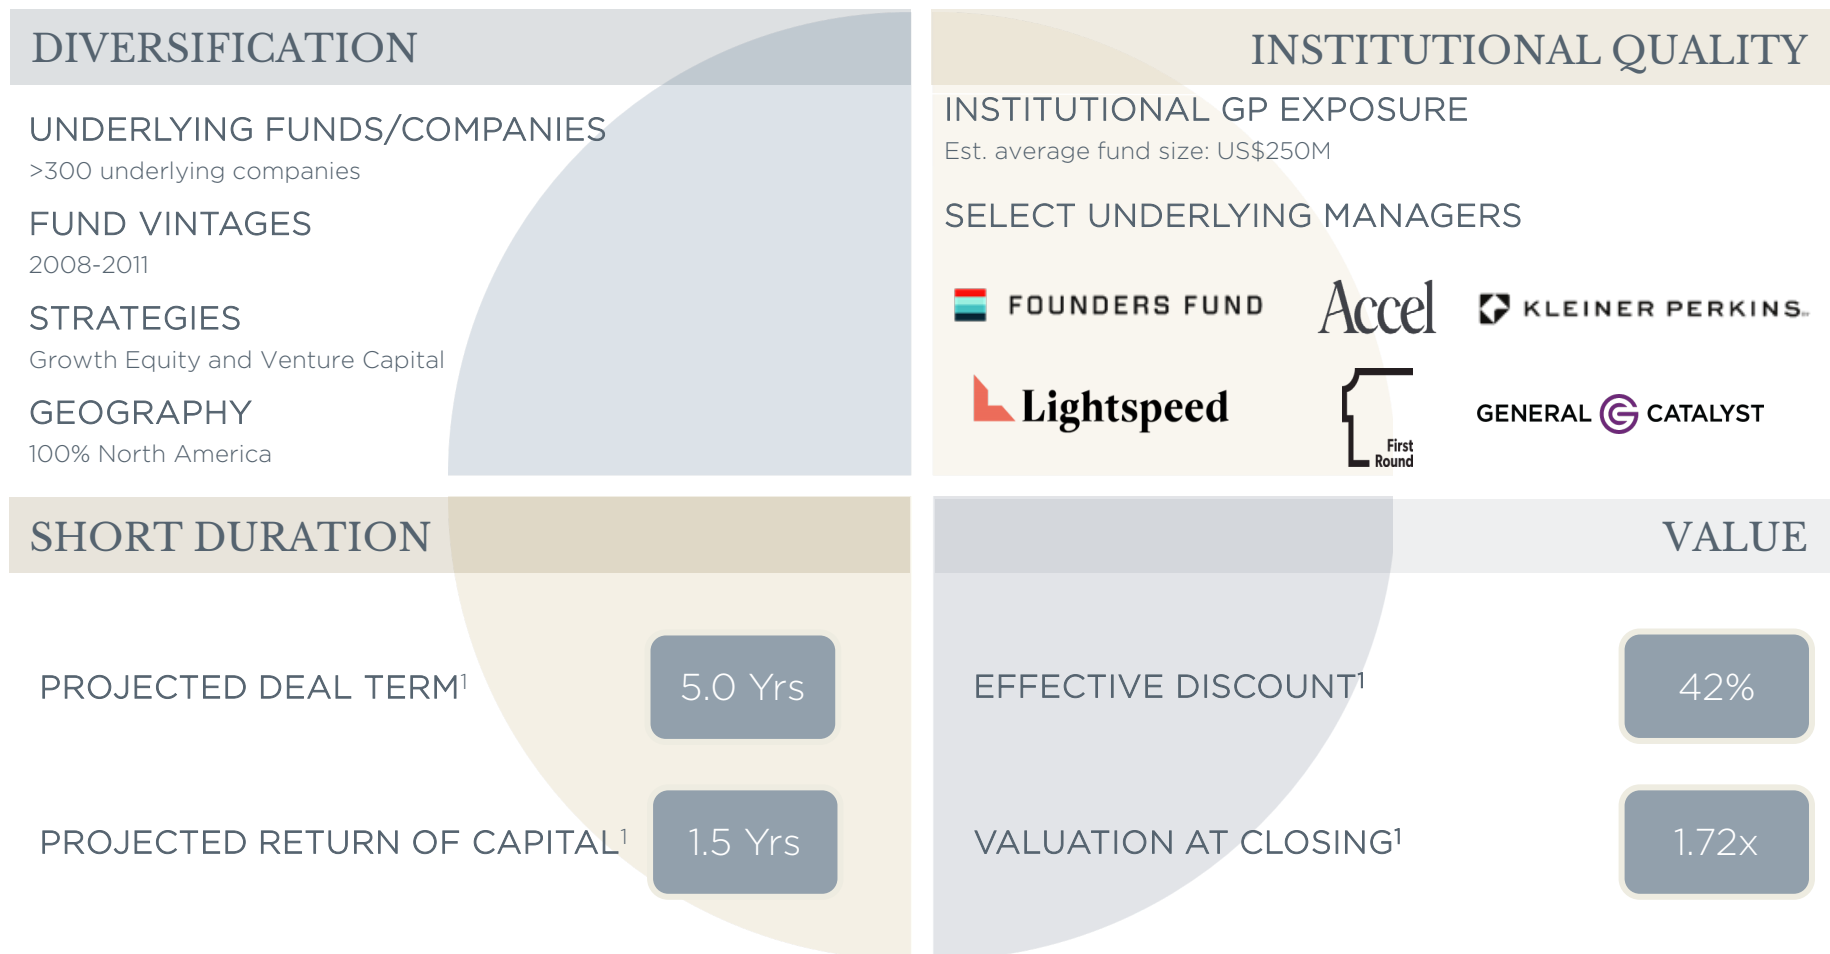 DIVERSIFICATION
UNDERLYING FUNDS/COMPANIES
>300 underlying companies
FUND VINTAGES
2008-2011
STRATEGIES
Growth Equity and Venture Capital
GEOGRAPHY
100% North America
INSTITUTIONAL QUALITY
INSTITUTIONAL GP EXPOSURE
Est. average fund size: US$250M
SELECT UNDERLYING MANAGERS
FOUNDERS FUND
Accel
KLEINER PERKINS
Lightspeed
First
Round
GENERAL CATALYST
SHORT DURATION
PROJECTED DEAL TERM¹
5.0 Yrs
PROJECTED RETURN OF CAPITAL¹
1.5 Yrs
VALUE
EFFECTIVE DISCOUNT¹
42%
VALUATION AT CLOSING¹
1.72x